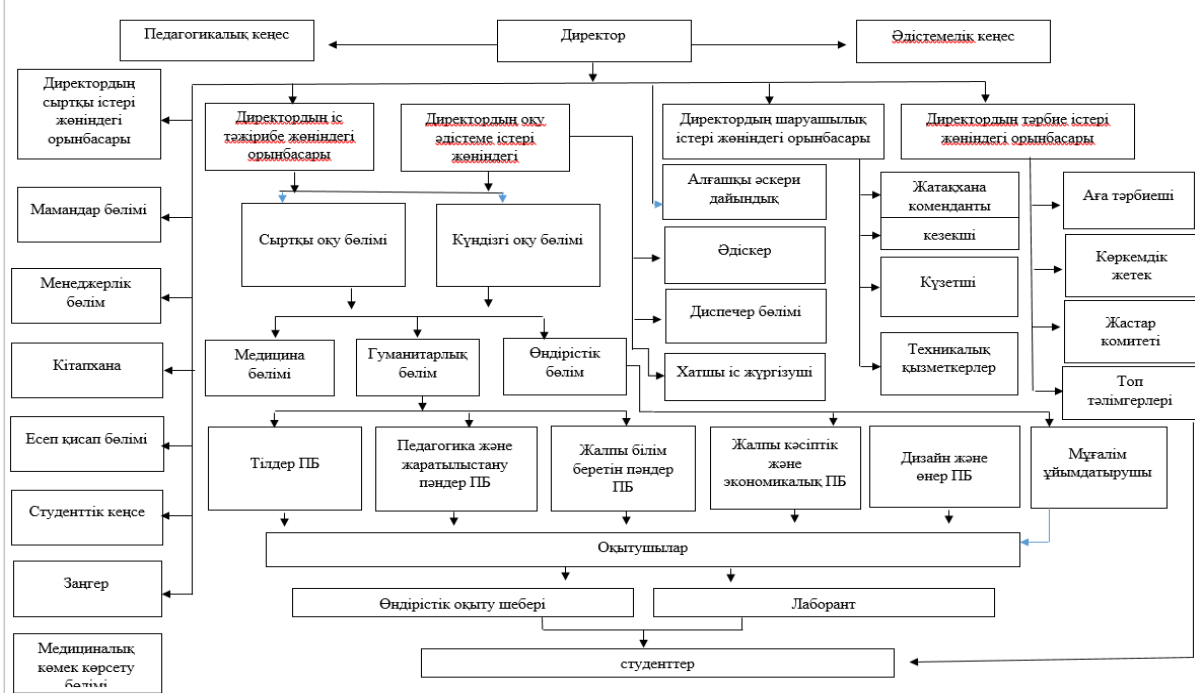 Педагогикалық кеңес
Директор
Әдістемелік кеңес
Директордың
сыртқы істері
жөніндегі
орынбасары
Директордың іс
тәжірибе жөніндегі
орынбасары
Директордың оқу
әдістеме істері
жөніндегі
Директордың шаруашылық
істері жөніндегі орынбасары
Директордың тәрбие істері
жөніндегі орынбасары
Мамандар бөлімі
Сыртқы оқу бөлімі
Күндізгі оқу бөлімі
Алғашқы әскери
дайындық
Жатақхана
коменданты
кезекші
Аға тәрбиеші
Әдіскер
Күзетші
Көркемдік
жетек
Менеджерлік
бөлім
Диспечер бөлімі
Жастар
комитеті
Кітапхана
Медицина
бөлімі
Гуманитарлық
бөлім
Өндірістік
бөлім
Хатшы іс жүргізуші
Техникалық
қызметкерлер
Топ
тәлімгерлері
Есеп қисап бөлімі
Тілдер ПБ
Педагогика және
жаратылыстану
пәндер ПБ
Жалпы білім
беретін пәндер ПБ
Жалпы кәсіптік
және
экономикалық ПБ
Дизайн және
өнер ПБ
Мұғалім
ұйымдатырушы
Студенттік кеңсе
Оқытушылар
Заңгер
Өндірістік оқыту шебері
Лаборант
Медициналық
көмек көрсету
бөлімі
студенттер